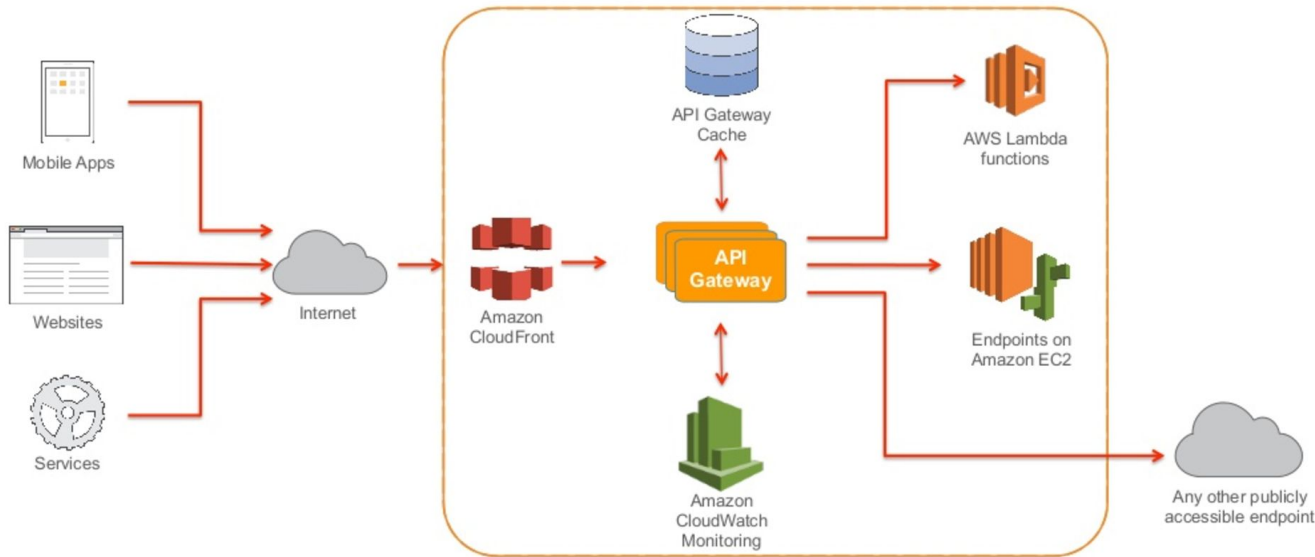 Mobile Apps
Websites
Services
Internet
Amazon
CloudFront
API Gateway
Cache
API
Gateway
Amazon
CloudWatch
Monitoring
AWS Lambda
functions
Endpoints on
Amazon EC2
Any other publicly
accessible endpoint